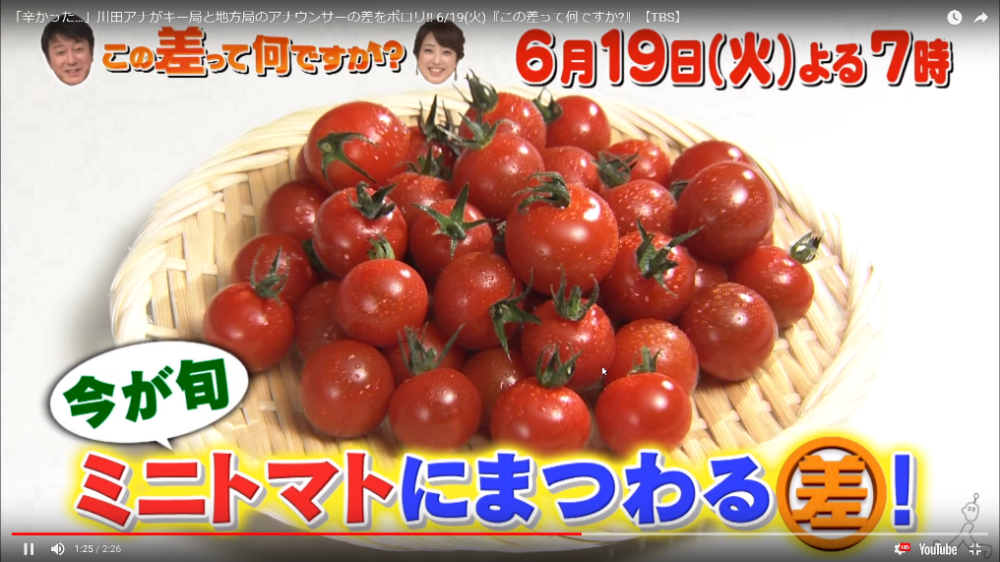 「辛かった…」川田アナがキー局と地方局のアナウンサーの差をポロリ!! 6/19(火)『この差って何ですか?』【TBS】
この差って何ですか?
6月19日(火)よる7時
今が旬
ミニトマトにまつわる差!
1:25 / 2:26
HD
YouTube